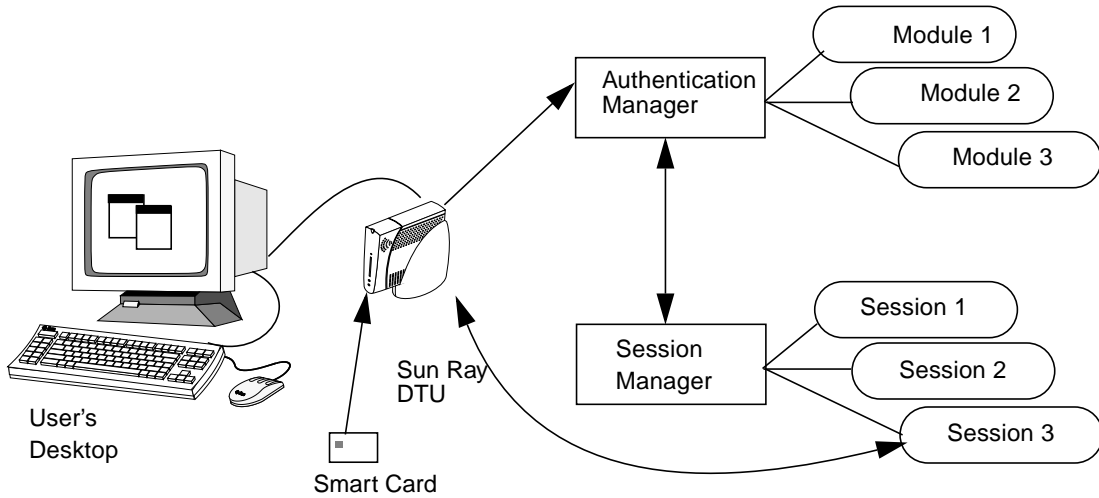 Module 1
Authentication
Manager
Module 2
Module 3
Session 1
Session
Manager
Session 2
Sun Ray
DTU
User's
Desktop
Session 3
Smart Card